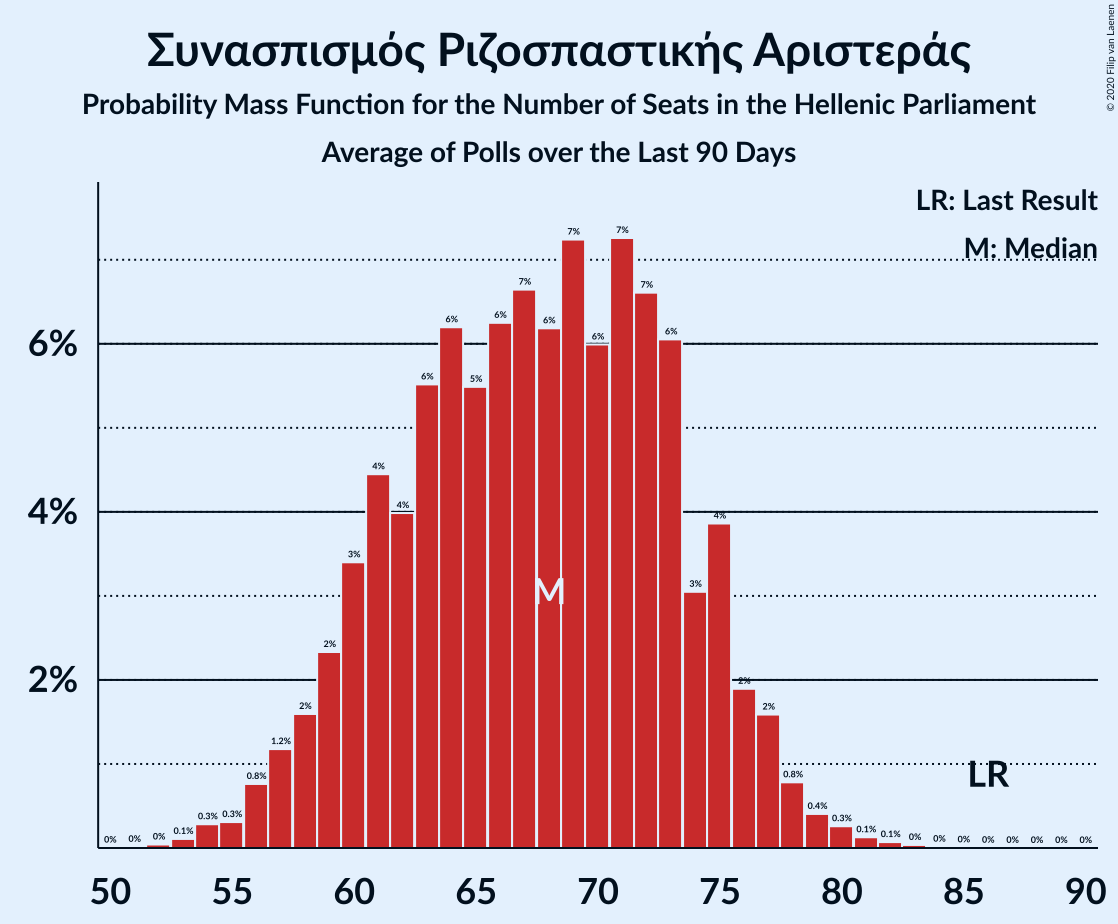 Συνασπισμός Ριζοσπαστικής Αριστεράς
Probability Mass Function for the Number of Seats in the Hellenic Parliament
Average of Polls over the Last 90 Days
© 2020 Filip van Laenen
LR: Last Result
M: Median
6%
4%
2%
0% 0% 0% 0.1% 0.3% 0.3% 0.8% 1.2% 2% 2% 3% 4% 4% 6% 6% 5% 6% 7% 6% 7% 6% 7% 7% 6% 3% 4% 2% 2% 0.8% 0.4% 0.3% 0.1% 0.1% 0% 0% 0% 0% 0% 0% 0% 0%
M
LR
50 55 60 65 70 75 80 85 90